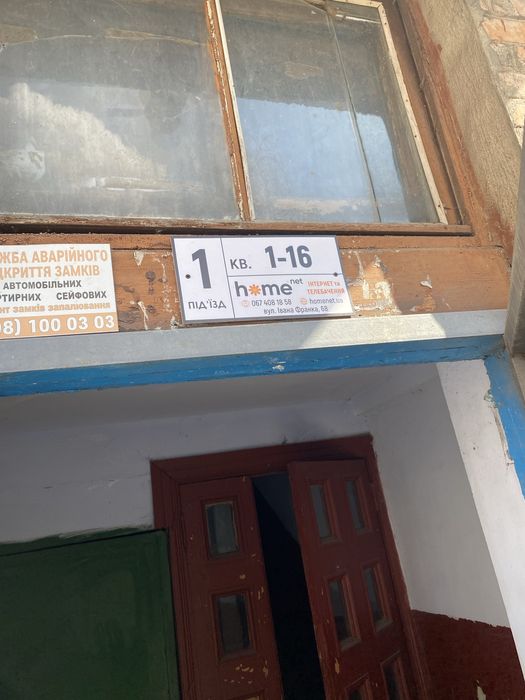 ЖБА АВАРІЙНОГО
ДКРИТТЯ ЗАМКІВ
АВТОМОБІЛЬНИХ
РТИРНИХ СЕЙФОВИХ
НТ ЗАМКІВ ЗАПАЛЮВАННЯ
8) 100 03 03
1
ПІД'ЇЗД
КВ. 1-16
home net
ІНТЕРНЕТ та
ТЕЛЕБАЧЕННЯ
067 408 18 58 homenet.ua
вул. Івана Франка, 68